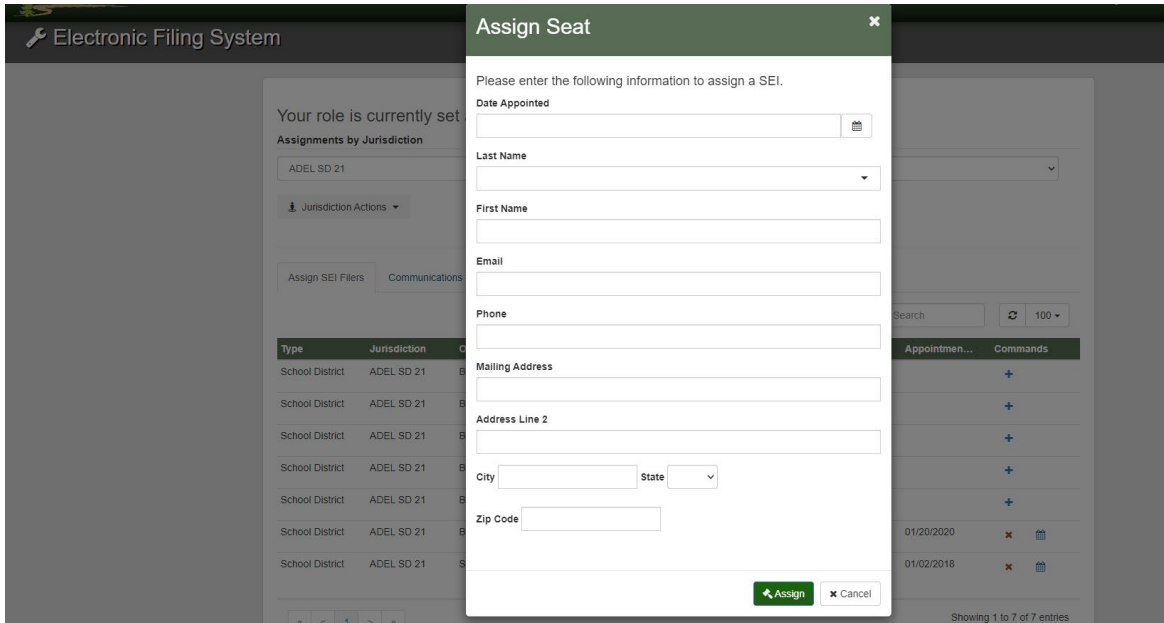 Electronic Filing System
Your role is currently set
Assignments by Jurisdiction
ADEL SD 21
Jurisdiction Actions
Assign SEI Filers Communications
Search 100
Type Jurisdiction Appointmen... Commands
School District ADEL SD 21
School District ADEL SD 21
School District ADEL SD 21
School District ADEL SD 21
School District ADEL SD 21
School District ADEL SD 21 01/20/2020
School District ADEL SD 21 01/02/2018
« < 1 > »
Showing 1 to 7 of 7 entries
Assign Seat
Please enter the following information to assign a SEI.
Date Appointed
Last Name
First Name
Email
Phone
Mailing Address
Address Line 2
City State
Zip Code
Assign Cancel